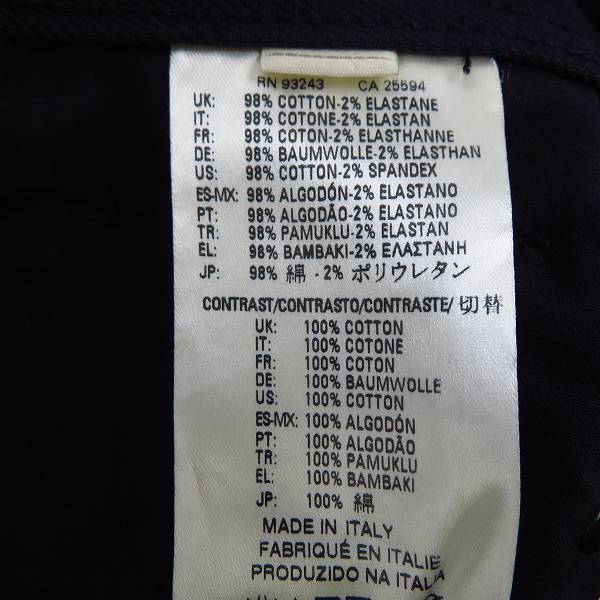 RN 93243 CA 25594
UK: 98% COTTON-2% ELASTANE
IT: 98% COTONE-2% ELASTAN
FR: 98% COTON-2% ELASTHANNE
DE: 98% BAUMWOLLE-2% ELASTHAN
US: 98% COTTON-2% SPANDEX
ES-MX: 98% ALGODÓN-2% ELASTANO
PT: 98% ALGODÃO-2% ELASTANO
TR: 98% PAMUKLU-2% ELASTAN
EL: 98% BAMBAKI-2% ΕΛΑΣΤΑΝΗ
JP: 98% 綿 -2% ポリウレタン
CONTRAST/CONTRASTO/CONTRASTE/ 切替
UK: 100% COTTON
IT: 100% COTONE
FR: 100% COTON
DE: 100% BAUMWOLLE
US: 100% COTTON
ES-MX: 100% ALGODÓN
PT: 100% ALGODÃO
TR: 100% PAMUKLU
EL: 100% BAMBAKI
JP: 100% 綿
MADE IN ITALY
FABRIQUÉ EN ITALIE
PRODUZIDO NA ITALIA